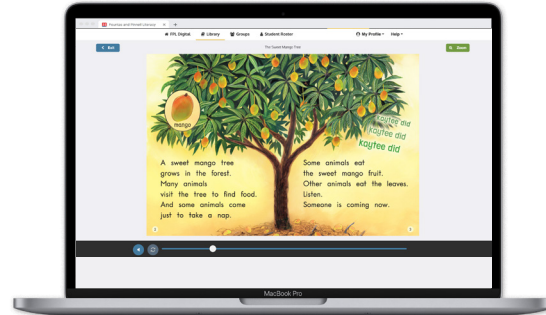 Fountas and Pinnell Literacy
FPL Digital
Library
Groups
Student Roster
My Profile
Help
Exit
The Sweet Mango Tree
Zoom
mango
kaytee did
kaytee did
kaytee did
A sweet mango tree
grows in the forest.
Many animals
visit the tree to find food.
And some animals come
just to take a nap.
Some animals eat
the sweet mango fruit.
Other animals eat the leaves.
Listen.
Someone is coming now.
MacBook Pro